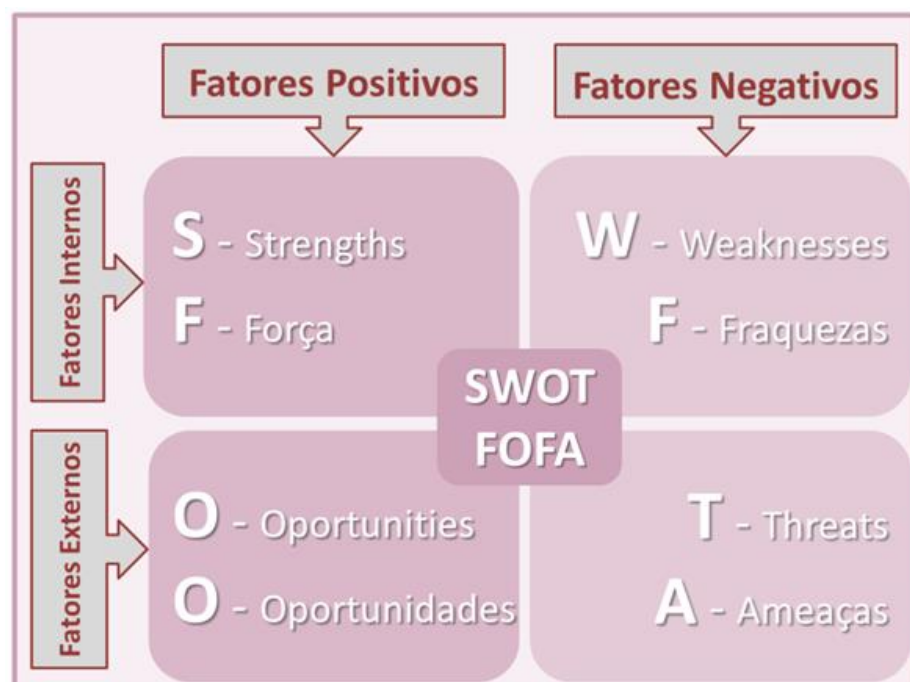 Fatores Positivos
Fatores Negativos
Fatores Internos
S - Strengths
F - Força
W - Weaknesses
F - Fraquezas
SWOT
FOFA
Fatores Externos
O - Oportunities
O - Oportunidades
T - Threats
A - Ameaças